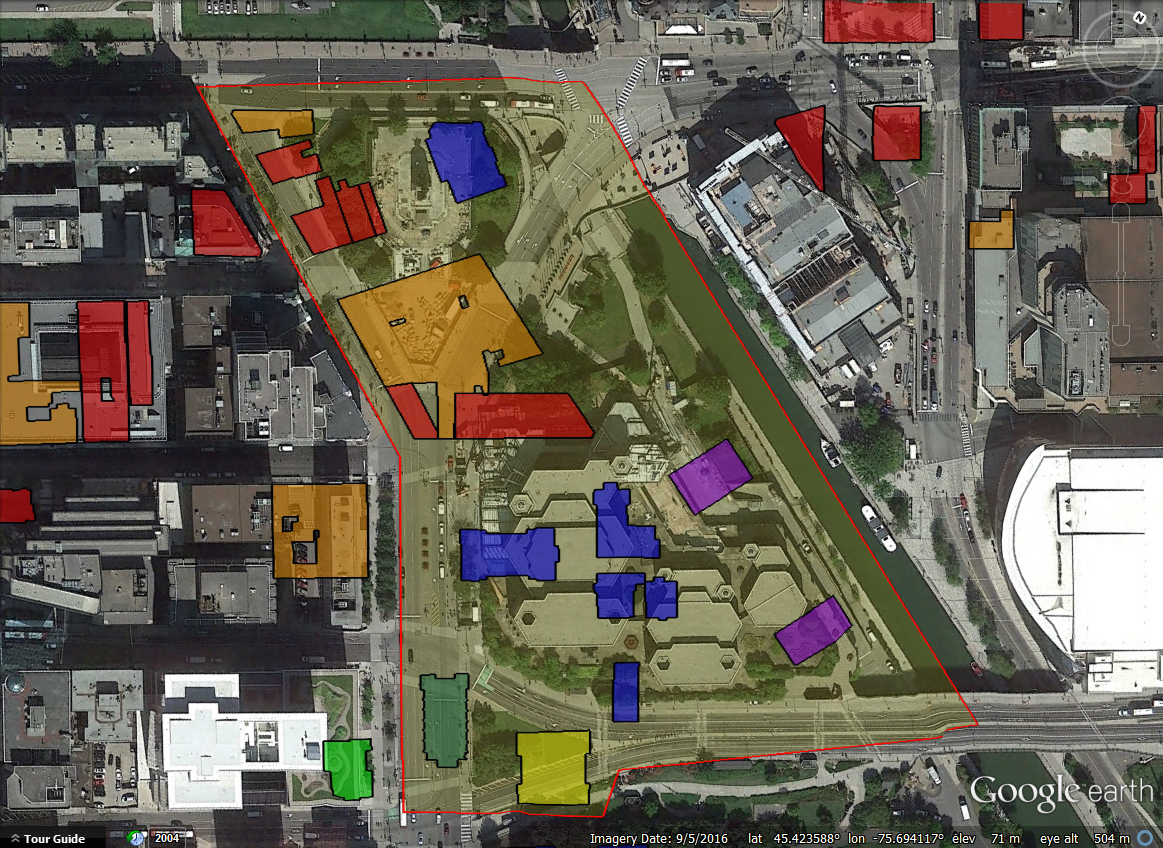 N
Google earth
Tour Guide
2004
Imagery Date: 9/5/2016 lat 45.423588° lon -75.694117° elev 71 m eye alt 504 m